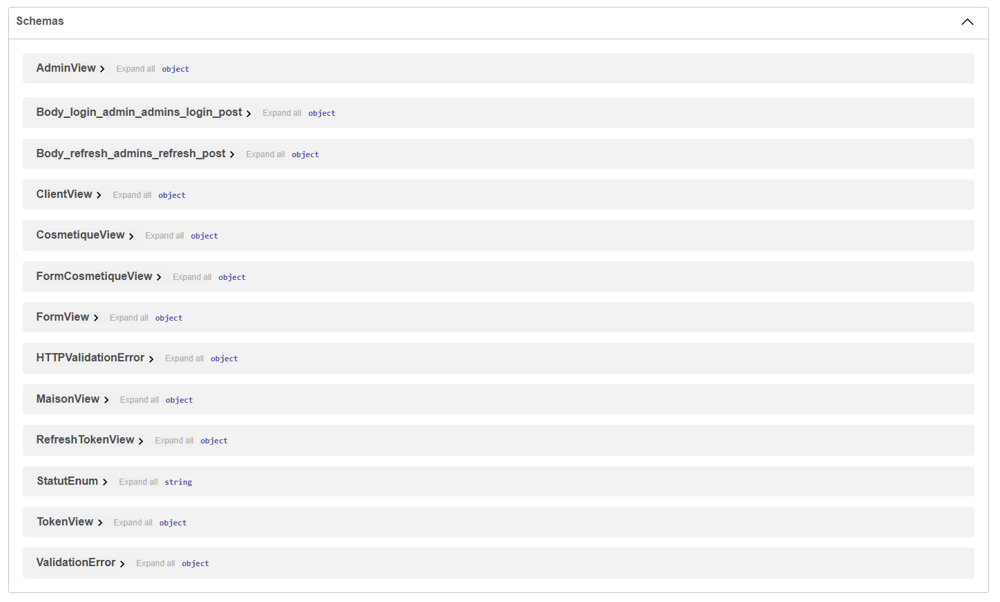 Schemas
AdminView Expand all object
Body_login_admin_admins_login_post Expand all object
Body_refresh_admins_refresh_post Expand all object
ClientView Expand all object
CosmetiqueView Expand all object
FormCosmetiqueView Expand all object
FormView Expand all object
HTTPValidationError Expand all object
MaisonView Expand all object
RefreshTokenView Expand all object
StatutEnum Expand all string
TokenView Expand all object
ValidationError Expand all object